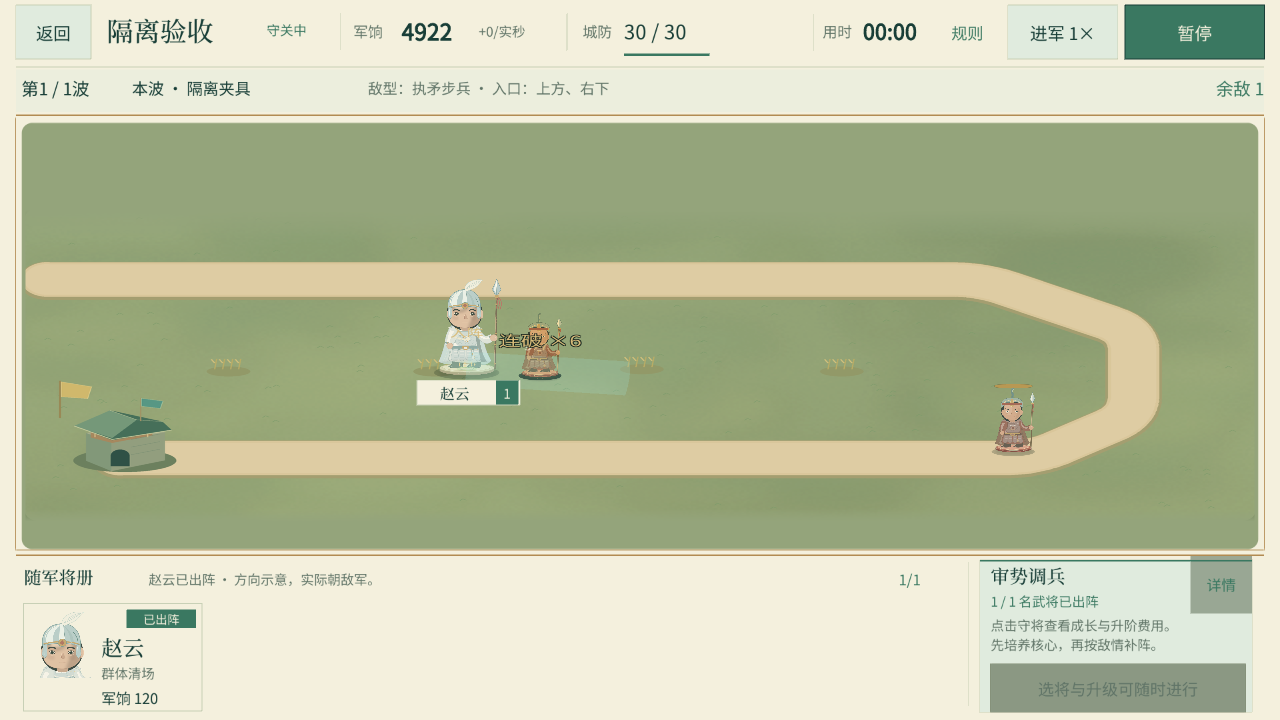 返回
隔离验收
守关中
军饷 4922 +0/实秒
城防 30 / 30
用时 00:00
规则
进军 1×
暂停
第1 / 1波
本波 · 隔离夹具
敌型：执矛步兵 · 入口：上方、右下
余敌 1
连破 ×6
赵云 1
随军将册
赵云已出阵 · 方向示意，实际朝敌军。
1/1
已出阵
赵云
群体清场
军饷 120
审势调兵
详情
1 / 1 名武将已出阵
点击守将查看成长与升阶费用。
先培养核心，再按敌情补阵。
选将与升级可随时进行